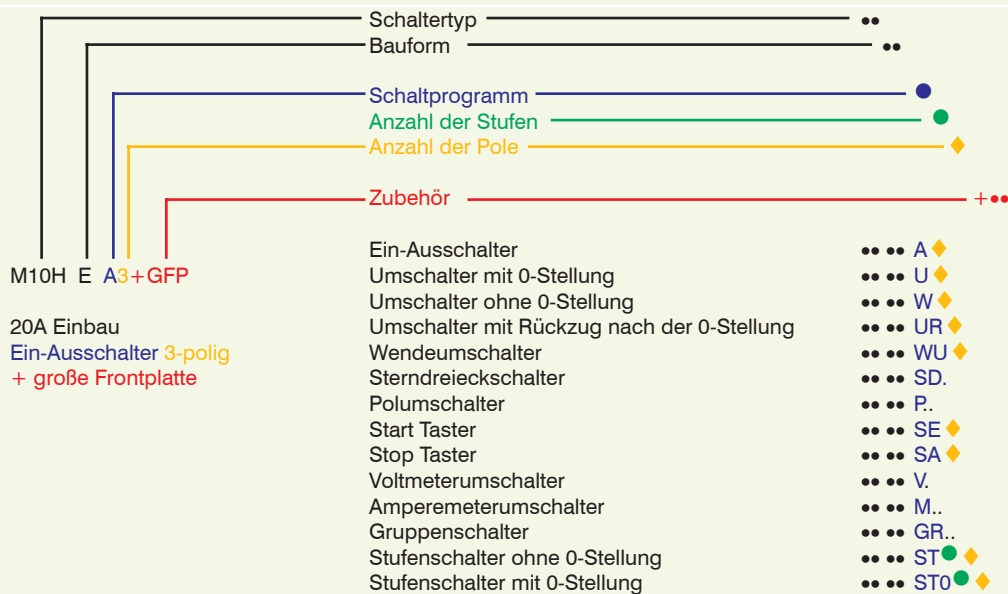 Schaltertyp ••
Bauform ••
Schaltprogramm ●
Anzahl der Stufen ●
Anzahl der Pole ♦
Zubehör +••
M10H E A3+GFP
20A Einbau
Ein-Ausschalter 3-polig
+ große Frontplatte
Ein-Ausschalter •• •• A ♦
Umschalter mit 0-Stellung •• •• U ♦
Umschalter ohne 0-Stellung •• •• W ♦
Umschalter mit Rückzug nach der 0-Stellung •• •• UR ♦
Wendeumschalter •• •• WU ♦
Sterndreieckschalter •• •• SD.
Polumschalter •• •• P..
Start Taster •• •• SE ♦
Stop Taster •• •• SA ♦
Voltmeterumschalter •• •• V.
Amperemeterumschalter •• •• M..
Gruppenschalter •• •• GR..
Stufenschalter ohne 0-Stellung •• •• ST ● ♦
Stufenschalter mit 0-Stellung •• •• ST0 ● ♦